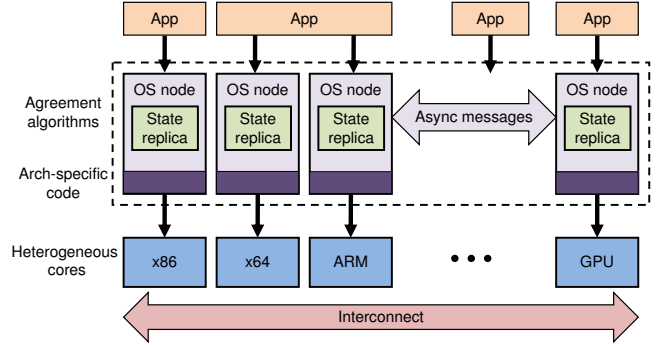 App
App
App
App
OS node
OS node
OS node
OS node
Agreement
algorithms
State
replica
State
replica
State
replica
Async messages
State
replica
Arch-specific
code
Heterogeneous
cores
x86
x64
ARM
GPU
Interconnect